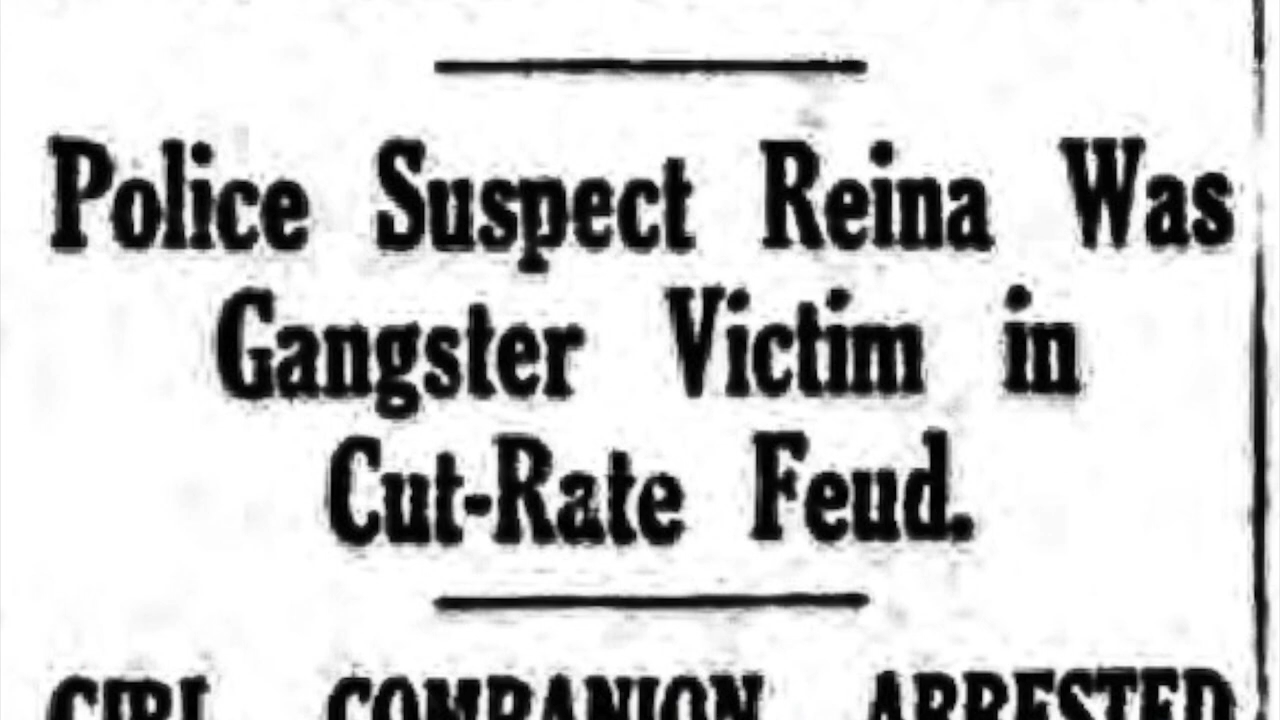 Police Suspect Reina Was
Gangster Victim in
Cut-Rate Feud.
GIRL COMPANION ARRESTED